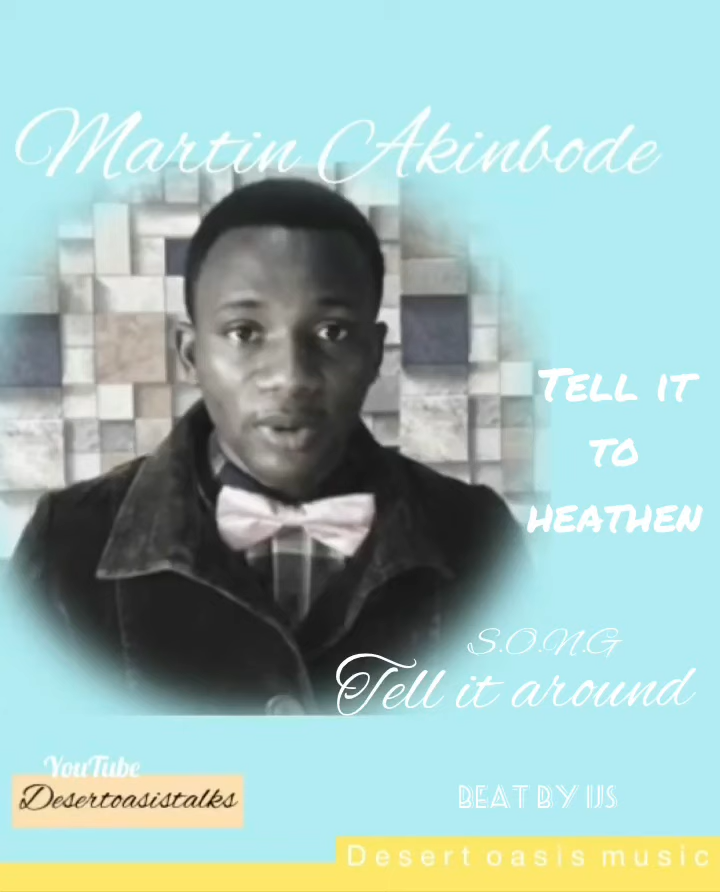 Martin Akinbode
TELL IT
TO
HEATHEN
S.O.N.G
Tell it around
YouTube
Desertoasistalks
BEAT BY IJS
Desert oasis music